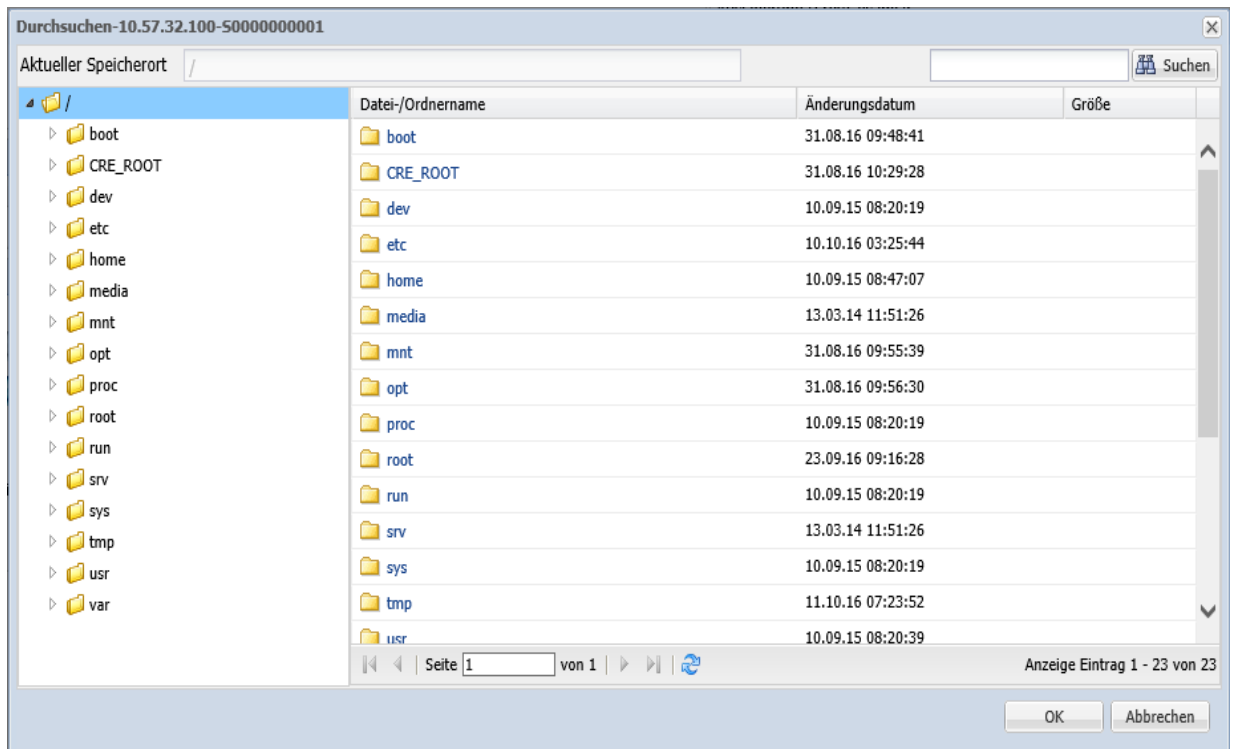 Durchsuchen-10.57.32.100-S0000000001
Aktueller Speicherort /
Suchen
/
boot
CRE_ROOT
dev
etc
home
media
mnt
opt
proc
root
run
srv
sys
tmp
usr
var
Datei-/Ordnername Änderungsdatum Größe
boot 31.08.16 09:48:41
CRE_ROOT 31.08.16 10:29:28
dev 10.09.15 08:20:19
etc 10.10.16 03:25:44
home 10.09.15 08:47:07
media 13.03.14 11:51:26
mnt 31.08.16 09:55:39
opt 31.08.16 09:56:30
proc 10.09.15 08:20:19
root 23.09.16 09:16:28
run 10.09.15 08:20:19
srv 13.03.14 11:51:26
sys 10.09.15 08:20:19
tmp 11.10.16 07:23:52
usr 10.09.15 08:20:39
Seite 1 von 1 Anzeige Eintrag 1 - 23 von 23
OK Abbrechen